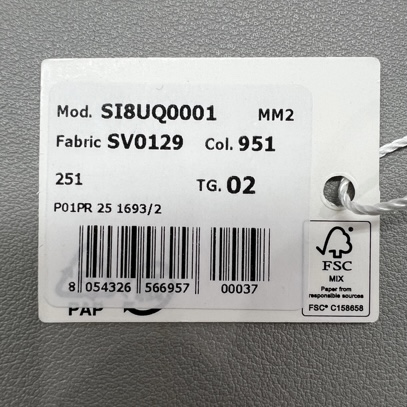 Mod. SI8UQ0001 MM2
Fabric SV0129 Col. 951
251 TG. 02
P01PR 25 1693/2
8 054326 566957 00037
PAP
FSC
MIX
Paper from
responsible sources
FSC® C158658